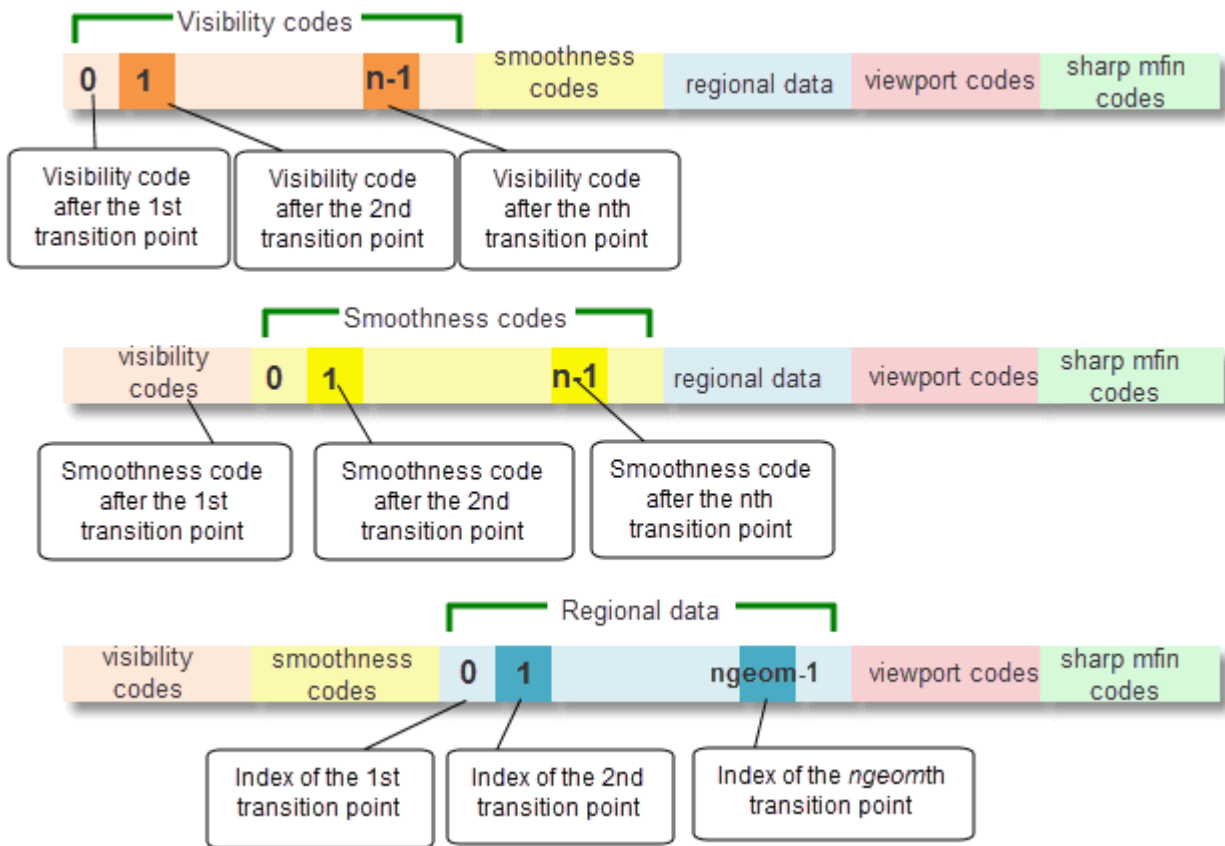 Visibility codes
0 1 n-1 smoothness codes regional data viewport codes sharp mfin codes
Visibility code after the 1st transition point
Visibility code after the 2nd transition point
Visibility code after the nth transition point
Smoothness codes
visibility codes 0 1 n-1 regional data viewport codes sharp mfin codes
Smoothness code after the 1st transition point
Smoothness code after the 2nd transition point
Smoothness code after the nth transition point
Regional data
visibility codes smoothness codes 0 1 ngeom-1 viewport codes sharp mfin codes
Index of the 1st transition point
Index of the 2nd transition point
Index of the ngeomth transition point